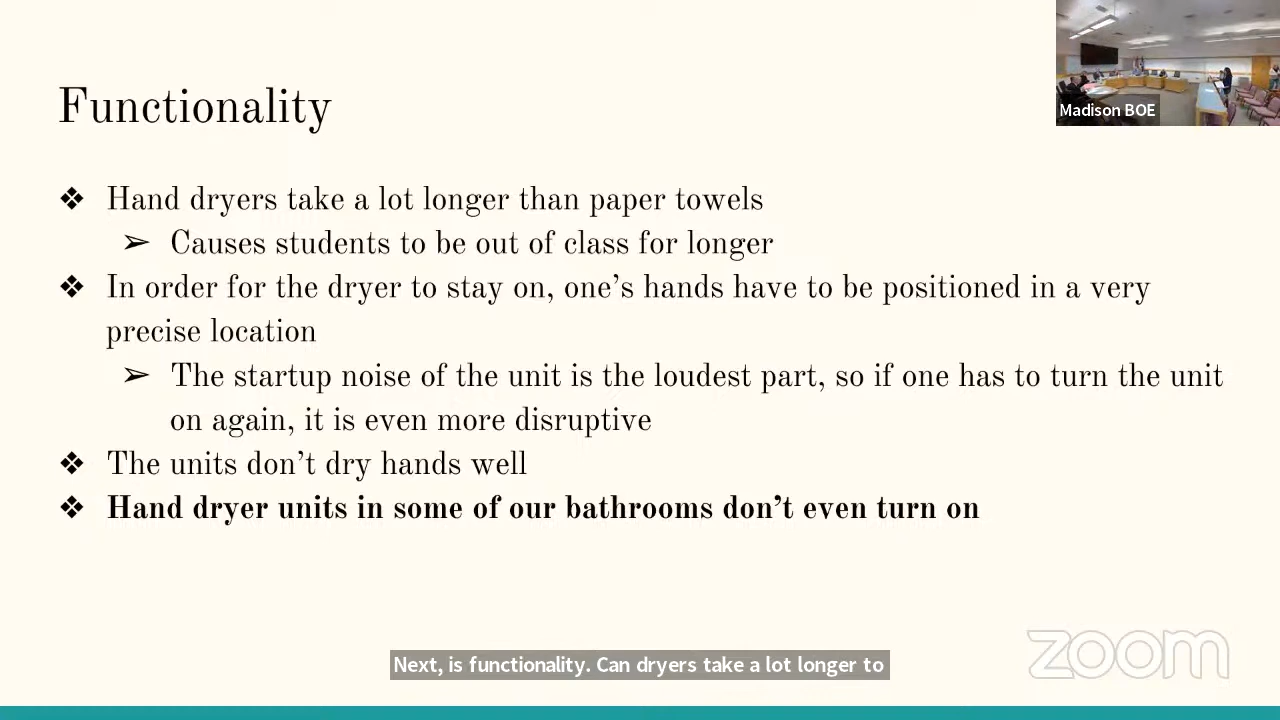 Madison BOE
Functionality
❖ Hand dryers take a lot longer than paper towels
➢ Causes students to be out of class for longer
❖ In order for the dryer to stay on, one’s hands have to be positioned in a very
precise location
➢ The startup noise of the unit is the loudest part, so if one has to turn the unit
on again, it is even more disruptive
❖ The units don’t dry hands well
❖ Hand dryer units in some of our bathrooms don’t even turn on
Next, is functionality. Can dryers take a lot longer to
zoom